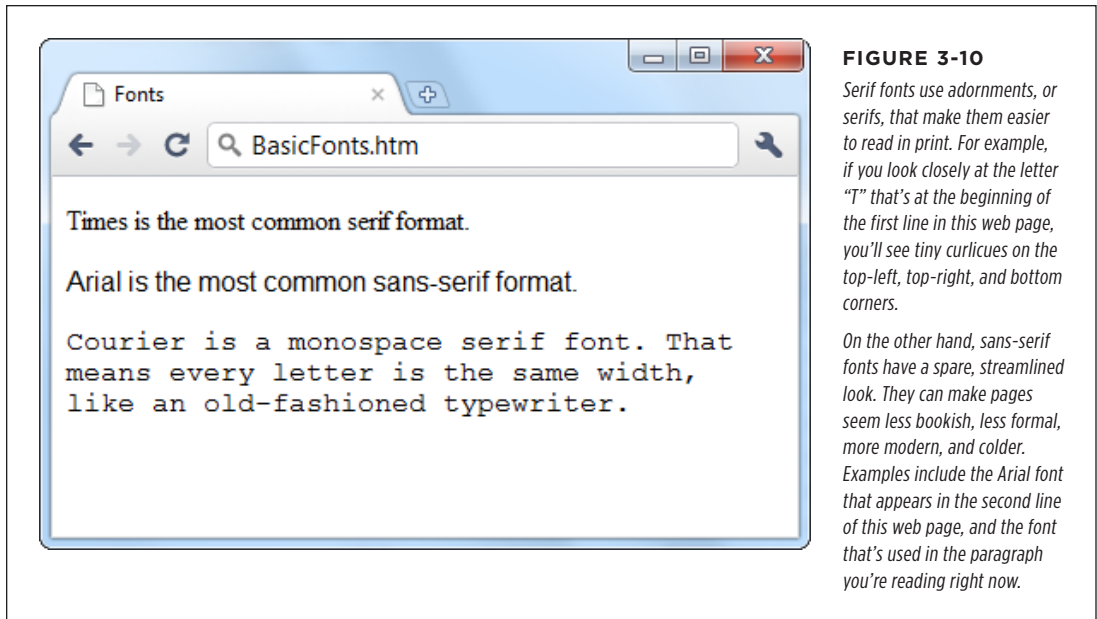 Fonts
BasicFonts.htm
Times is the most common serif format.
Arial is the most common sans-serif format.
Courier is a monospace serif font. That
means every letter is the same width,
like an old-fashioned typewriter.
FIGURE 3-10
Serif fonts use adornments, or
serifs, that make them easier
to read in print. For example,
if you look closely at the letter
“T” that’s at the beginning of
the first line in this web page,
you’ll see tiny curlicues on the
top-left, top-right, and bottom
corners.
On the other hand, sans-serif
fonts have a spare, streamlined
look. They can make pages
seem less bookish, less formal,
more modern, and colder.
Examples include the Arial font
that appears in the second line
of this web page, and the font
that’s used in the paragraph
you’re reading right now.